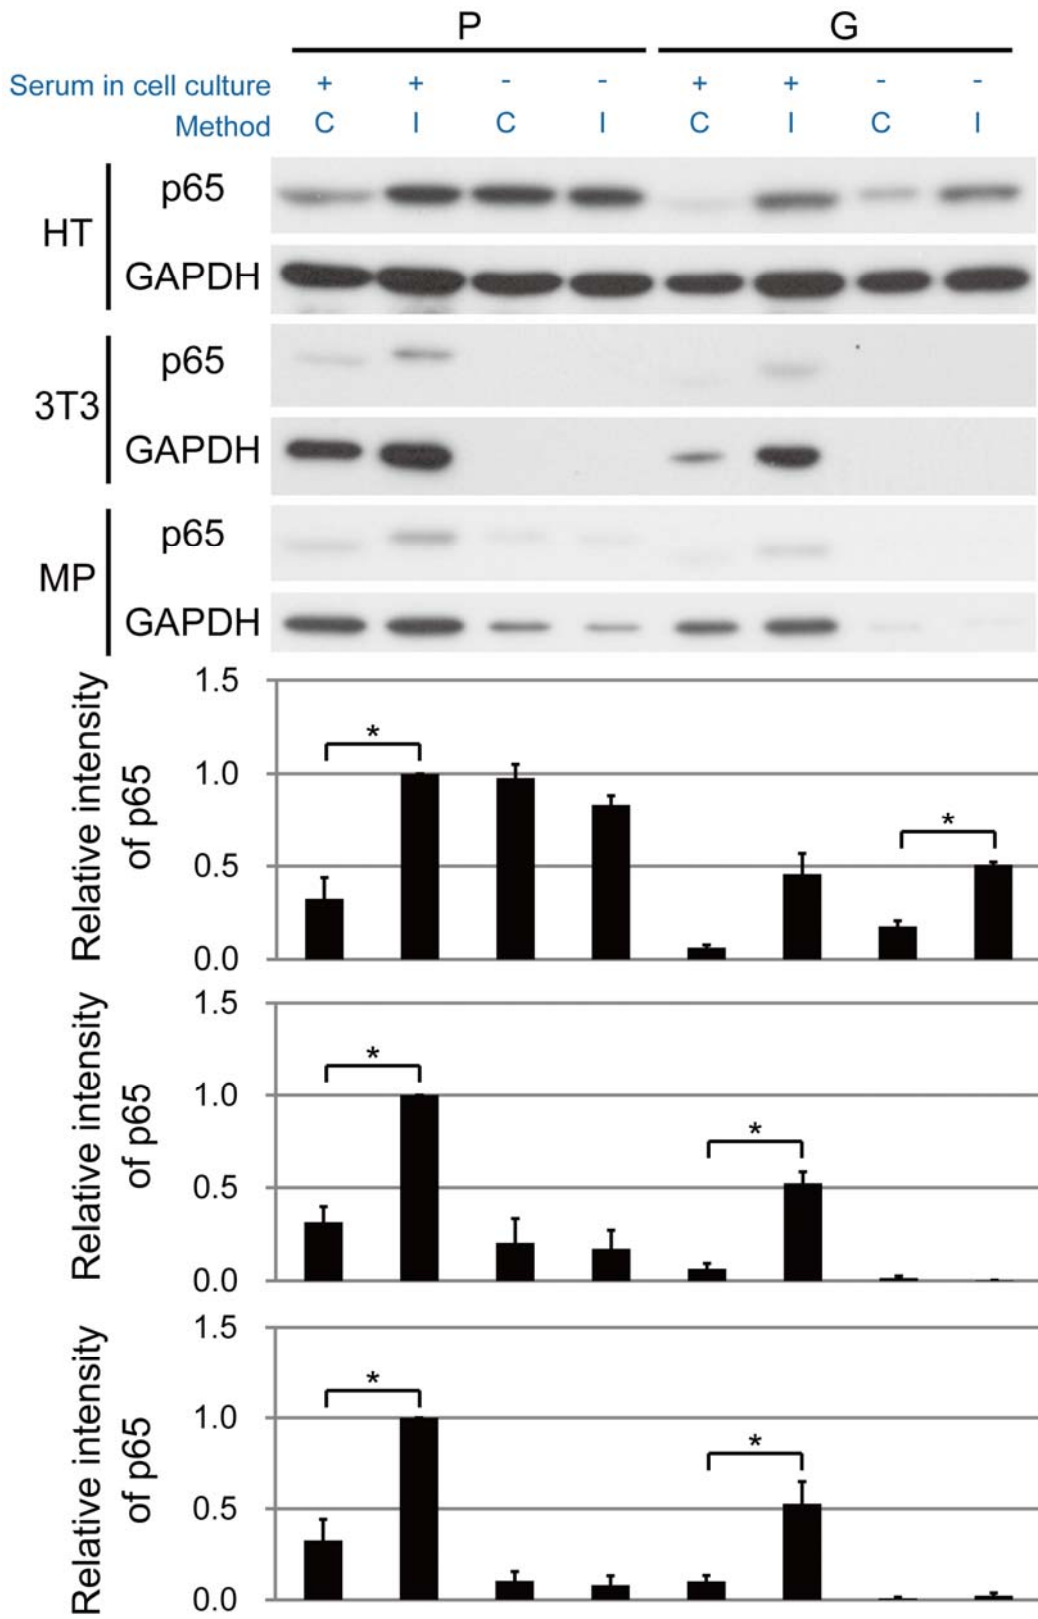 P G
Serum in cell culture + + - - + + - -
Method C I C I C I C I
HT
p65
GAPDH
3T3
p65
GAPDH
MP
p65
GAPDH
Relative intensity
of p65
1.5
1.0
0.5
0.0
*
*
Relative intensity
of p65
1.5
1.0
0.5
0.0
*
*
Relative intensity
of p65
1.5
1.0
0.5
0.0
*
*